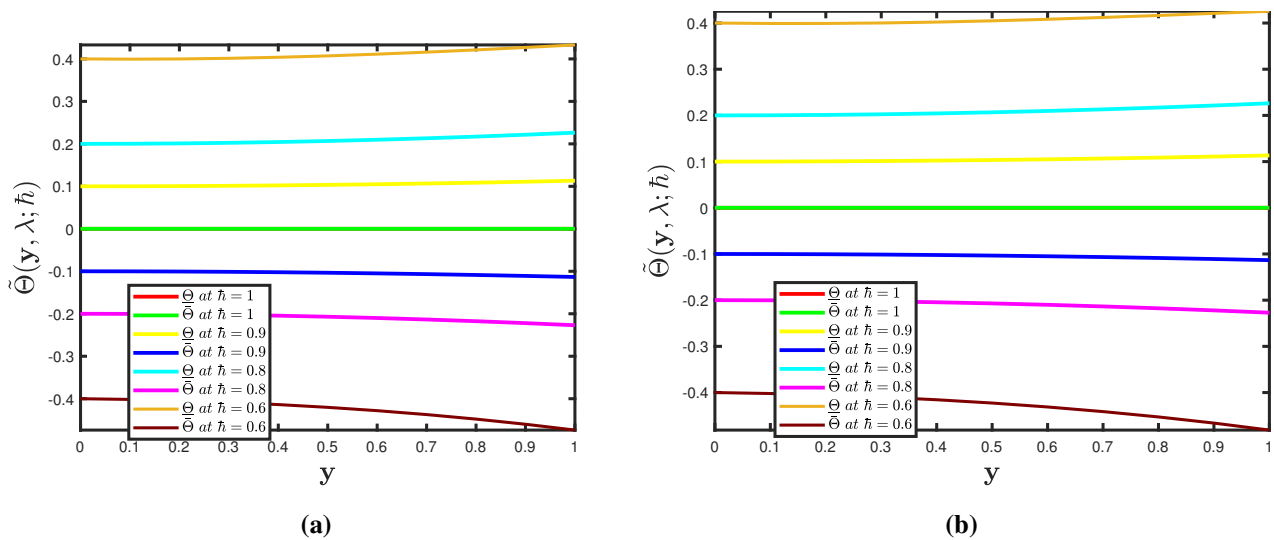 0.4
0.3
0.2
0.1
0
-0.1
-0.2
-0.3
-0.4
Θ̃(y, λ; ℏ)
Θ at ℏ = 1
Θ̄ at ℏ = 1
Θ at ℏ = 0.9
Θ̄ at ℏ = 0.9
Θ at ℏ = 0.8
Θ̄ at ℏ = 0.8
Θ at ℏ = 0.6
Θ̄ at ℏ = 0.6
0 0.1 0.2 0.3 0.4 0.5 0.6 0.7 0.8 0.9 1
y
(a)
0.4
0.3
0.2
0.1
0
-0.1
-0.2
-0.3
-0.4
Θ̃(y, λ; ℏ)
Θ at ℏ = 1
Θ̄ at ℏ = 1
Θ at ℏ = 0.9
Θ̄ at ℏ = 0.9
Θ at ℏ = 0.8
Θ̄ at ℏ = 0.8
Θ at ℏ = 0.6
Θ̄ at ℏ = 0.6
0 0.1 0.2 0.3 0.4 0.5 0.6 0.7 0.8 0.9 1
y
(b)